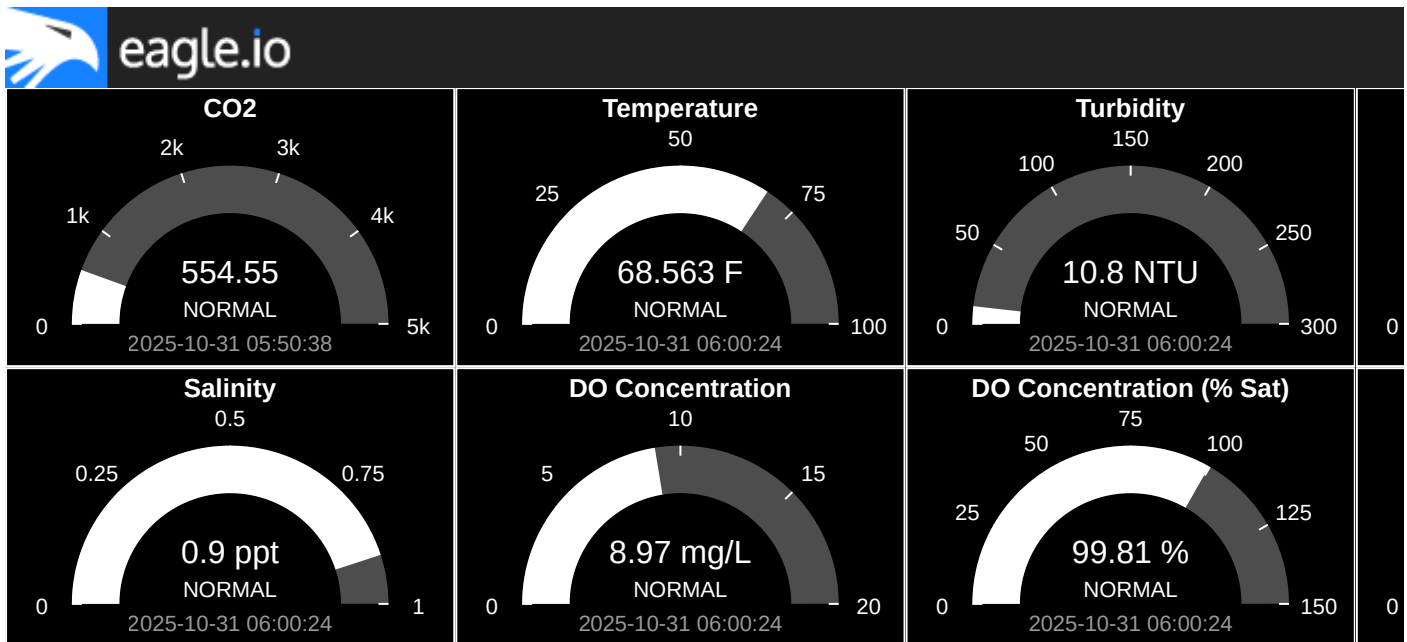 eagle.io
CO2
2k
3k
1k
4k
554.55
NORMAL
0
5k
2025-10-31 05:50:38
Temperature
50
25
75
68.563 F
NORMAL
0
100
2025-10-31 06:00:24
Turbidity
150
100
200
50
250
10.8 NTU
NORMAL
0
300
2025-10-31 06:00:24
0
Salinity
0.5
0.25
0.75
0.9 ppt
NORMAL
0
1
2025-10-31 06:00:24
DO Concentration
10
5
15
8.97 mg/L
NORMAL
0
20
2025-10-31 06:00:24
DO Concentration (% Sat)
75
50
100
25
125
99.81 %
NORMAL
0
150
2025-10-31 06:00:24
0